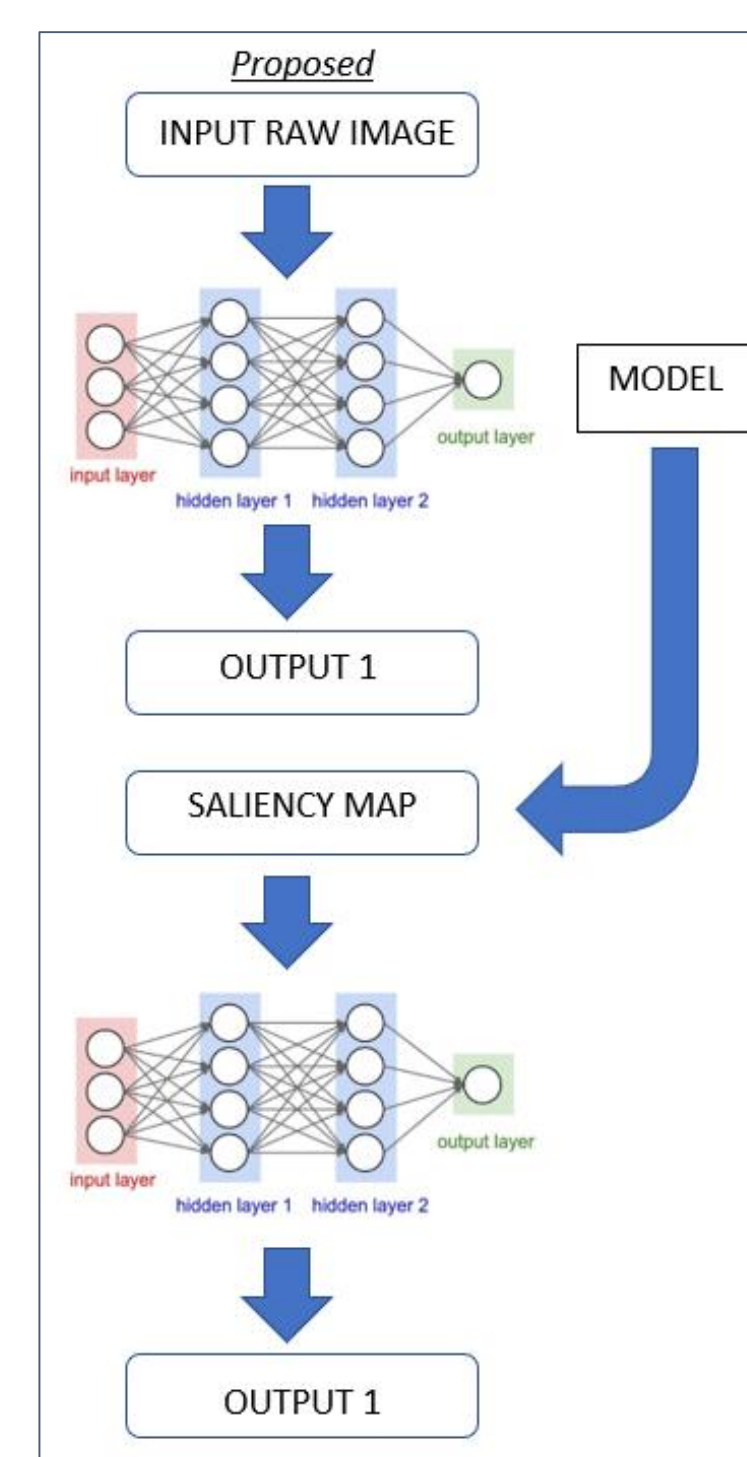 Proposed
INPUT RAW IMAGE
MODEL
output layer
input layer
hidden layer 1 hidden layer 2
OUTPUT 1
SALIENCY MAP
output layer
input layer
hidden layer 1 hidden layer 2
OUTPUT 1